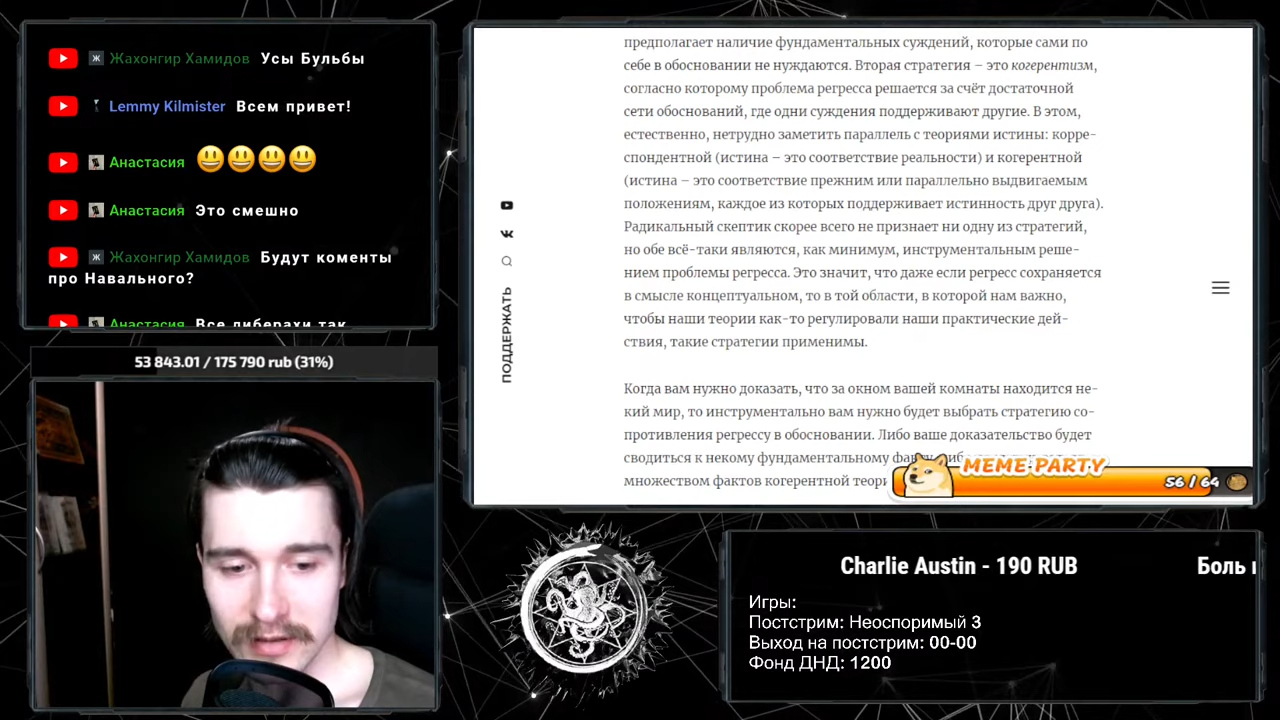 Жахонгир Хамидов Усы Бульбы
Lemmy Kilmister Всем привет!
Анастасия
Анастасия Это смешно
Жахонгир Хамидов Будут коменты
про Навального?
Анастасия Все либерахи так
53 843.01 / 175 790 rub (31%)
предполагает наличие фундаментальных суждений, которые сами по
себе в обосновании не нуждаются. Вторая стратегия – это когерентизм,
согласно которому проблема регресса решается за счёт достаточной
сети обоснований, где одни суждения поддерживают другие. В этом,
естественно, нетрудно заметить параллель с теориями истины: корре-
спондентной (истина – это соответствие реальности) и когерентной
(истина – это соответствие прежним или параллельно выдвигаемым
положениям, каждое из которых поддерживает истинность друг друга).
Радикальный скептик скорее всего не признает ни одну из стратегий,
но обе всё-таки являются, как минимум, инструментальным реше-
нием проблемы регресса. Это значит, что даже если регресс сохраняется
в смысле концептуальном, то в той области, в которой нам важно,
чтобы наши теории как-то регулировали наши практические дей-
ствия, такие стратегии применимы.
Когда вам нужно доказать, что за окном вашей комнаты находится не-
кий мир, то инструментально вам нужно будет выбрать стратегию со-
противления регрессу в обосновании. Либо ваше доказательство будет
сводиться к некому фундаментальному
множеством фактов когерентной
ПОДДЕРЖАТЬ
MEME PARTY
56 / 64
Charlie Austin - 190 RUB
Боль
Игры:
Постстрим: Неоспоримый 3
Выход на постстрим: 00-00
Фонд ДНД: 1200